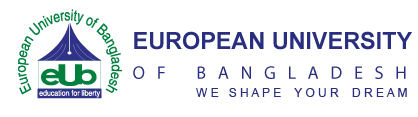 European University of Bangladesh
eUb
education for liberty
EUROPEAN UNIVERSITY
OF BANGLADESH
WE SHAPE YOUR DREAM